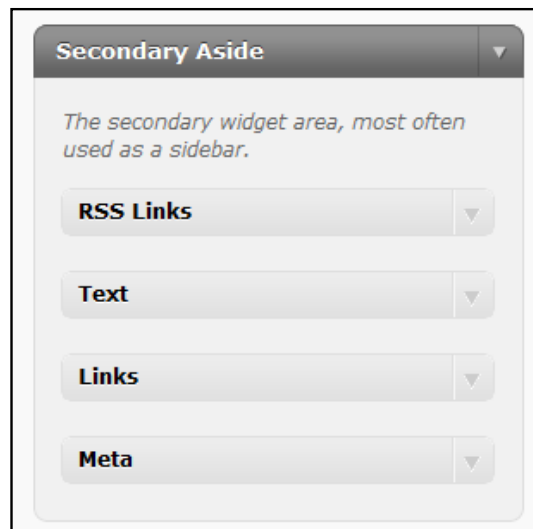 Secondary Aside
The secondary widget area, most often
used as a sidebar.
RSS Links
Text
Links
Meta